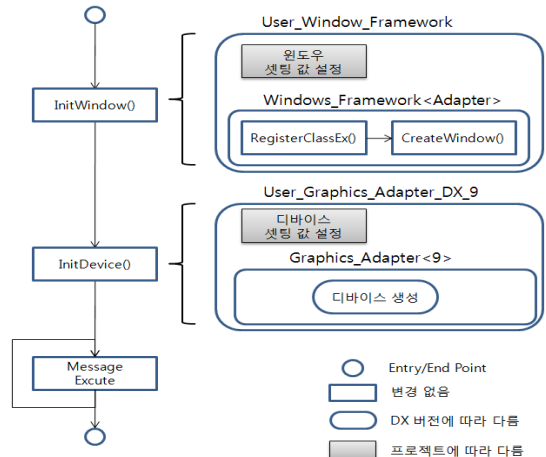 User_Window_Framework
윈도우
셋팅 값 설정
InitWindow()
Windows_Framework<Adapter>
RegisterClassEx()
CreateWindow()
User_Graphics_Adapter_DX_9
디바이스
셋팅 값 설정
InitDevice()
Graphics_Adapter<9>
디바이스 생성
Message
Excute
Entry/End Point
변경 없음
DX 버전에 따라 다름
프로젝트에 따라 다름